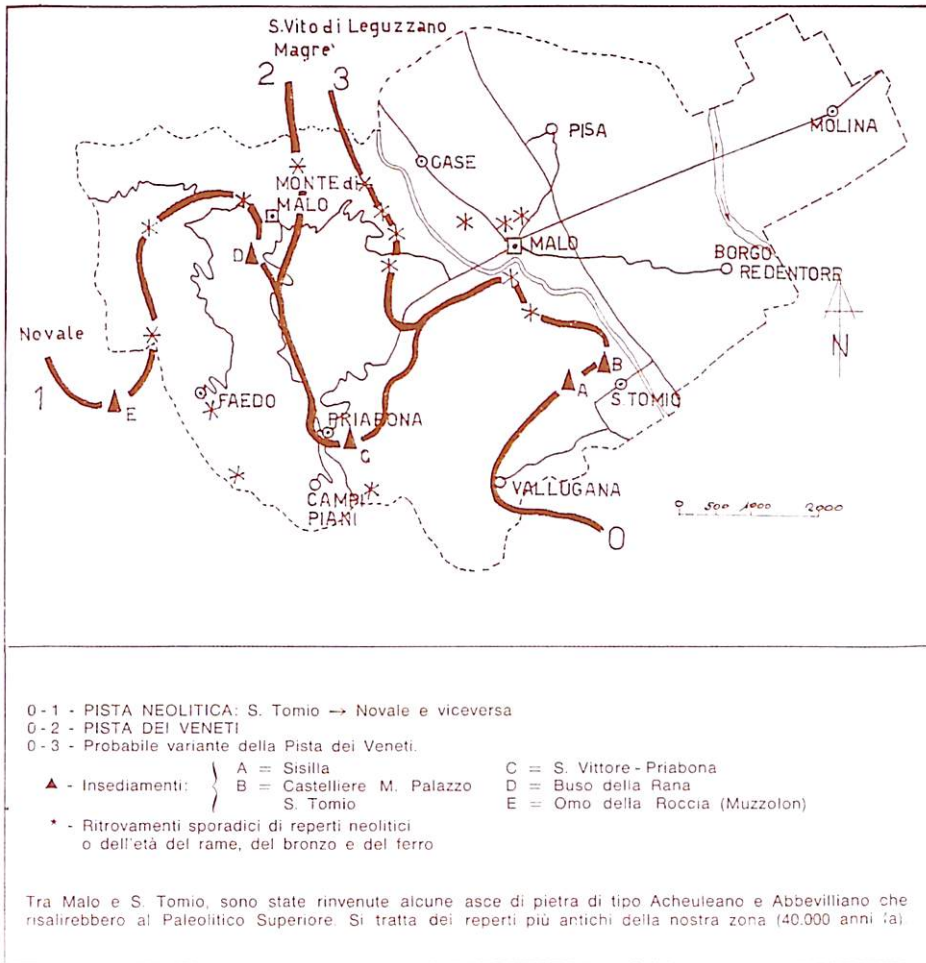 S.Vito di Leguzzano
Magre'
2 3
PISA
MOLINA
CASE
MONTE di
MALO
MALO
D
BORGO
REDENTORE
Novale
N
B
1
FAEDO
A
S. TOMIO
E
PRIABONA
C
CAMPI
PIANI
VALLUGANA
0 500 1000 2000
0
0-1 - PISTA NEOLITICA: S. Tomio → Novale e viceversa
0-2 - PISTA DEI VENETI
0-3 - Probabile variante della Pista dei Veneti.
A = Sisilla C = S. Vittore - Priabona
▲ - Insediamenti: B = Castelliere M. Palazzo D = Buso della Rana
S. Tomio E = Omo della Roccia (Muzzolon)
* - Ritrovamenti sporadici di reperti neolitici
o dell'età del rame, del bronzo e del ferro
Tra Malo e S. Tomio, sono state rinvenute alcune asce di pietra di tipo Acheuleano e Abbevilliano che
risalirebbero al Paleolitico Superiore. Si tratta dei reperti più antichi della nostra zona (40.000 anni fa)